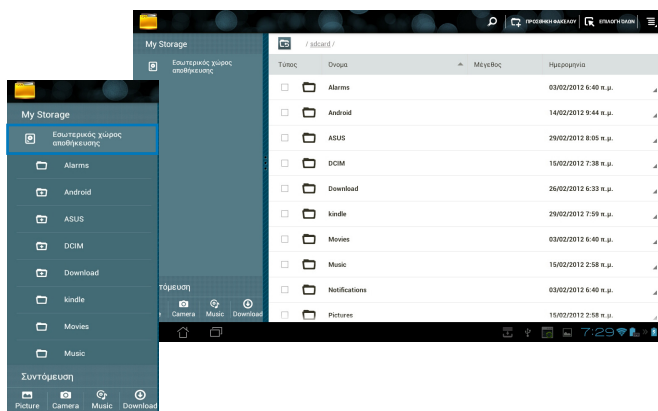 ΠΡΟΣΘΗΚΗ ΦΑΚΕΛΟΥ ΕΠΙΛΟΓΗ ΌΛΩΝ
My Storage / sdcard /
Εσωτερικός χώρος
αποθήκευσης
Τύπος Όνομα Μέγεθος Ημερομηνία
Alarms 03/02/2012 6:40 π.μ.
Android 14/02/2012 9:44 π.μ.
ASUS 29/02/2012 8:05 π.μ.
DCIM 15/02/2012 7:38 π.μ.
Download 26/02/2012 6:33 π.μ.
kindle 29/02/2012 7:59 π.μ.
Movies 03/02/2012 6:40 π.μ.
Music 15/02/2012 2:58 π.μ.
Notifications 03/02/2012 6:40 π.μ.
Pictures 15/02/2012 2:58 π.μ.
τόμευση
e Camera Music Download
7:29
My Storage
Εσωτερικός χώρος
αποθήκευσης
Alarms
Android
ASUS
DCIM
Download
kindle
Movies
Music
Συντόμευση
Picture Camera Music Download